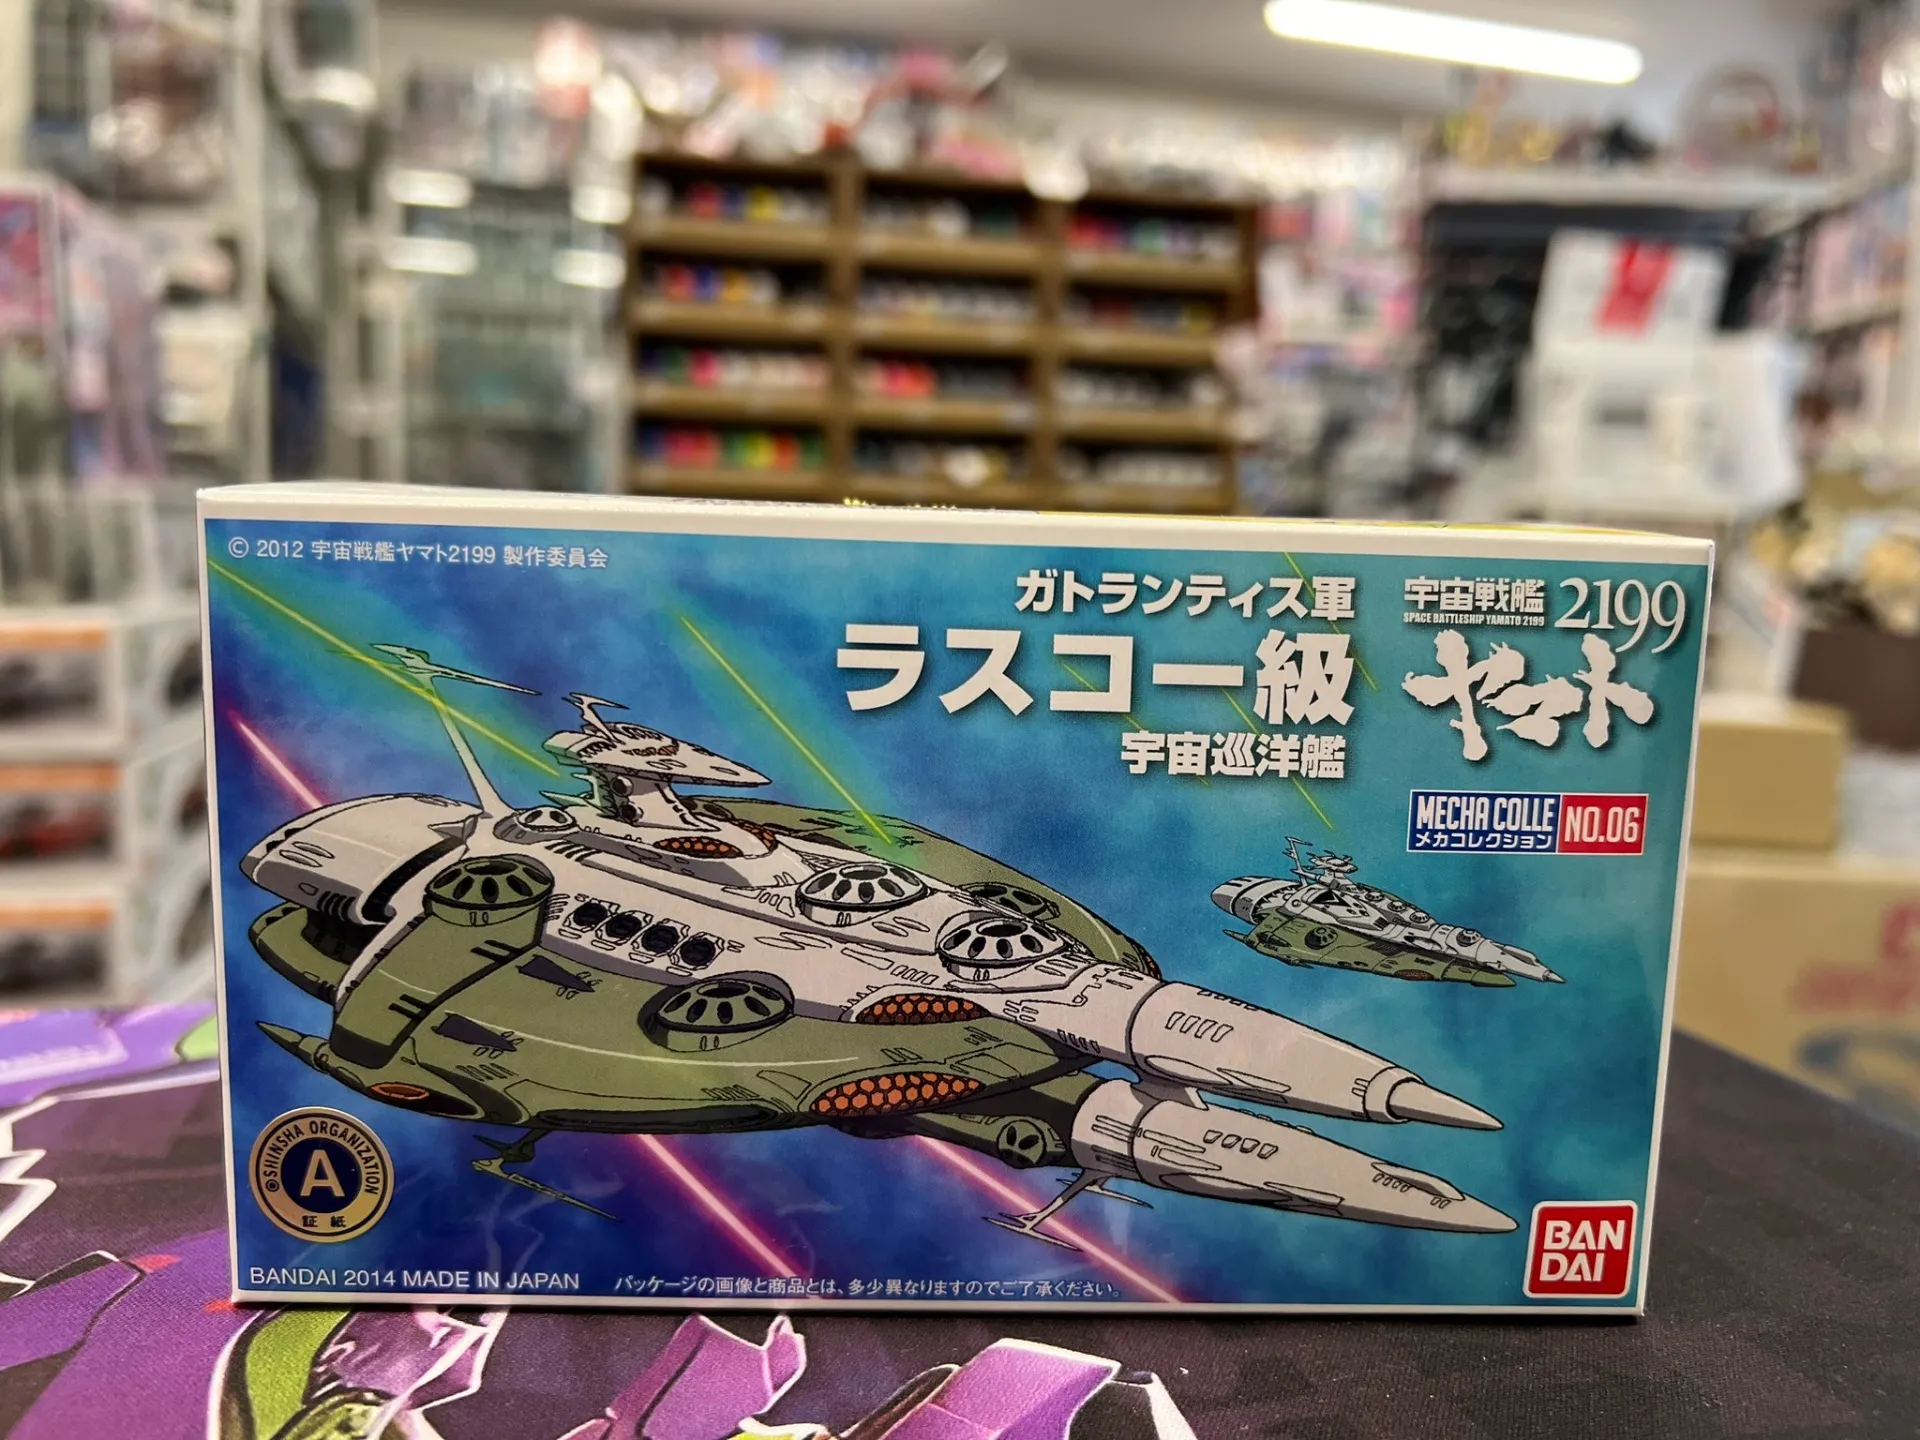 © 2012 宇宙戦艦ヤマト2199 製作委員会
ガトランティス軍
ラスコー級
宇宙巡洋艦
宇宙戦艦 2199
SPACE BATTLESHIP YAMATO 2199
ヤマト
MECHA COLLE NO.06
メカコレクション
©SHINSHA ORGANIZATION
A
証紙
BAN
DAI
BANDAI 2014 MADE IN JAPAN パッケージの画像と商品とは、多少異なりますのでご了承ください。